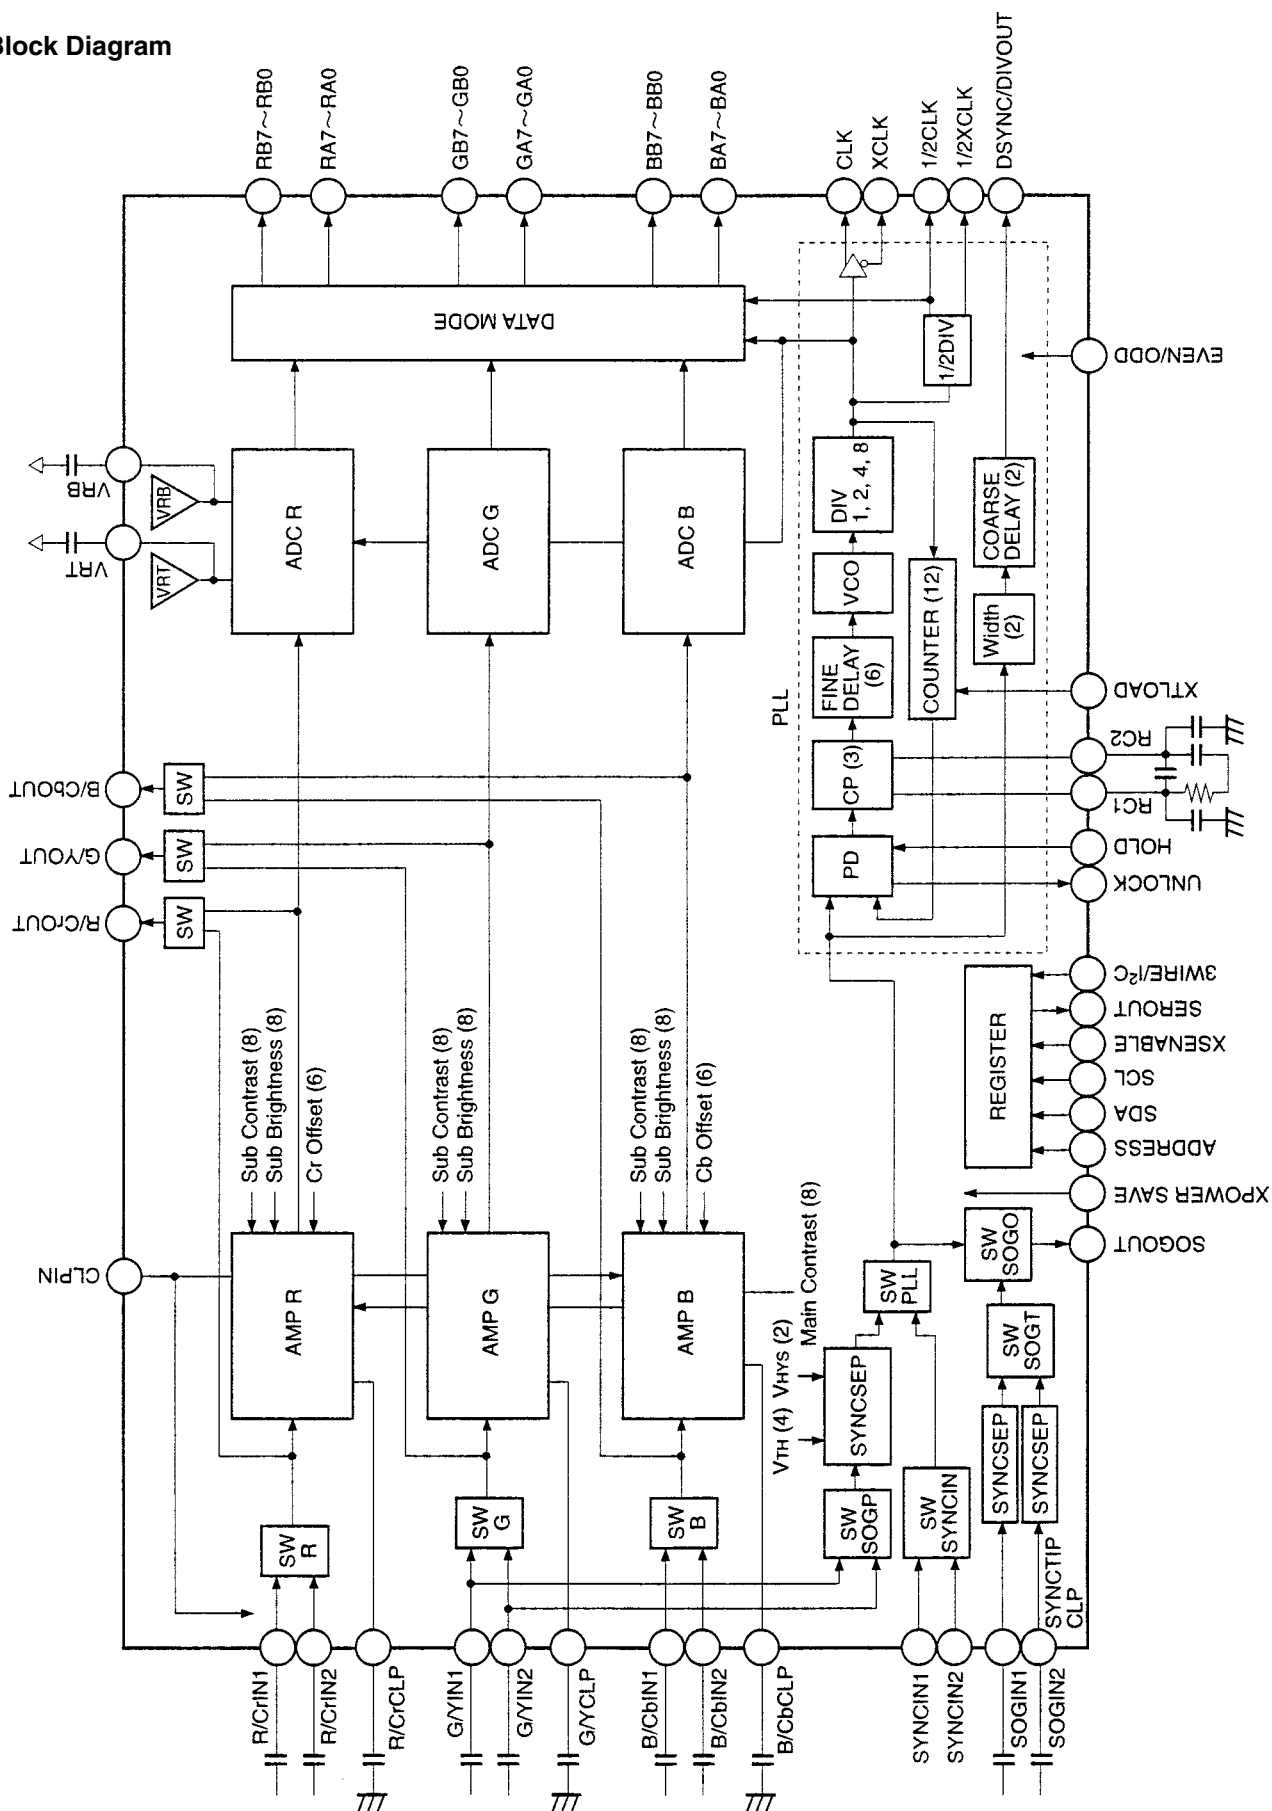 Block Diagram
RB7～RB0
RA7～RA0
GB7～GB0
GA7～GA0
BB7～BB0
BA7～BA0
CLK
XCLK
1/2CLK
1/2XCLK
DSYNC/DIVOUT
DATA MODE
1/2DIV
EVEN/ODD
VRB
VRT
VRB
VRT
ADC R
ADC G
ADC B
PLL
DIV
1, 2, 4, 8
VCO
FINE
DELAY
(6)
CP (3)
PD
COUNTER (12)
COARSE
DELAY (2)
Width
(2)
XTLOAD
RC2
RC1
HOLD
UNLOCK
B/CbOUT
G/YOUT
R/CrOUT
SW
SW
SW
Sub Contrast (8)
Sub Brightness (8)
Cr Offset (6)
Sub Contrast (8)
Sub Brightness (8)
Sub Contrast (8)
Sub Brightness (8)
Cb Offset (6)
REGISTER
3WIRE/I²C
SEROUT
XSENABLE
SCL
SDA
ADDRESS
XPOWER SAVE
SOGOUT
CLPIN
AMP R
AMP G
AMP B
Main Contrast (8)
VHYS (2)
VTH (4)
SW
PLL
SW
SOGO
SW
SOGT
SYNCSEP
SYNCSEP
SYNCSEP
SW
R
SW
G
SW
B
SW
SOGP
SW
SYNCIN
SYNCTIP
CLP
R/CrIN1
R/CrIN2
R/CrCLP
G/YIN1
G/YIN2
G/YCLP
B/CbIN1
B/CbIN2
B/CbCLP
SYNCIN1
SYNCIN2
SOGIN1
SOGIN2